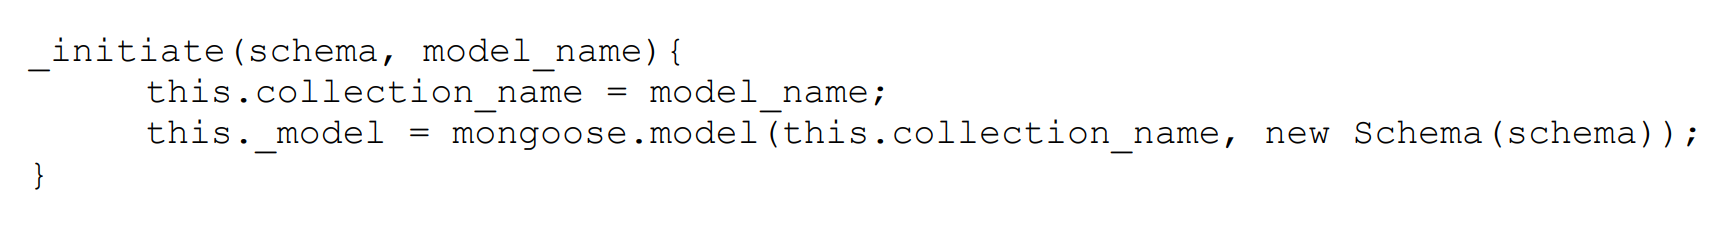 _initiate(schema, model_name){
this.collection_name = model_name;
this._model = mongoose.model(this.collection_name, new Schema(schema));
}